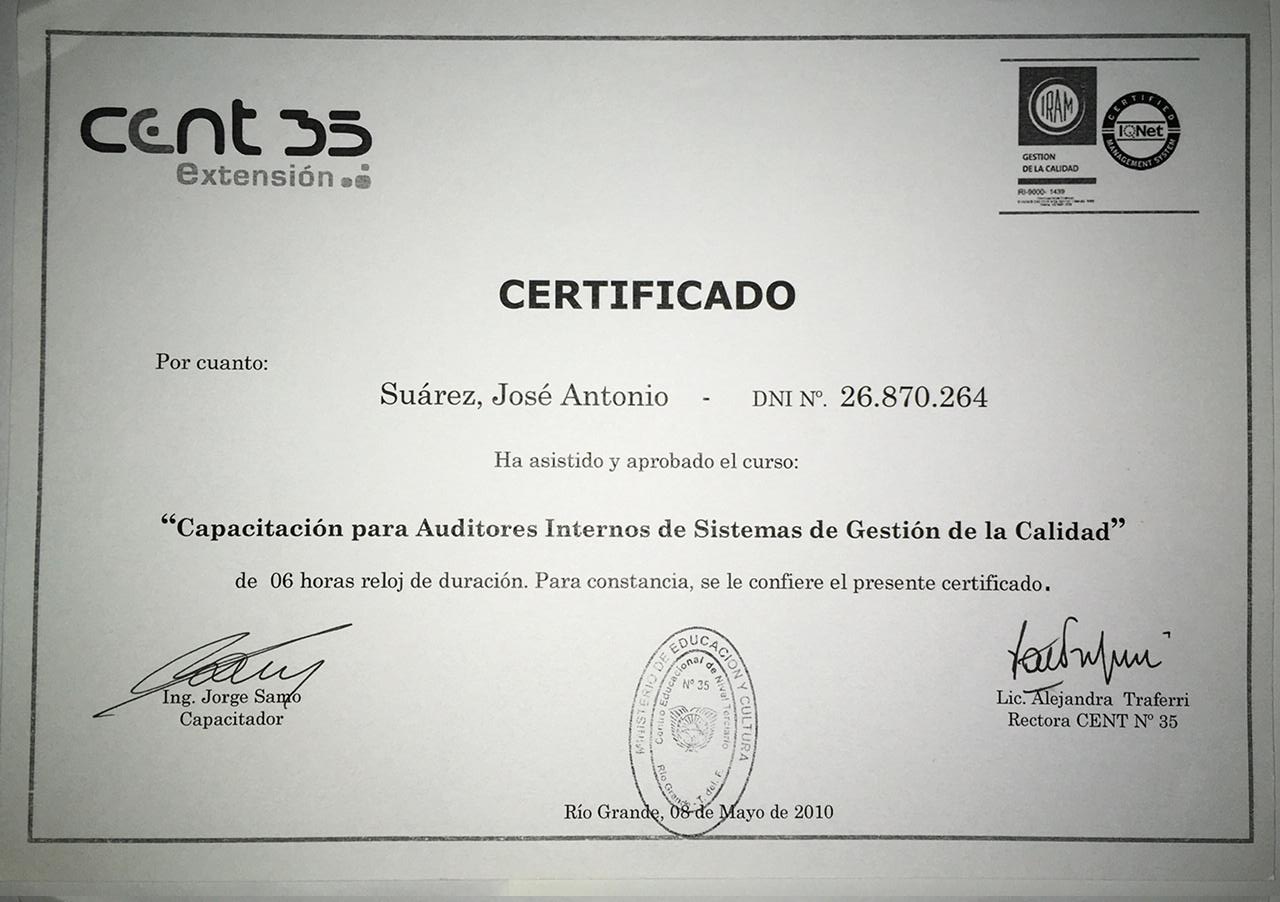 cent 35
extensión
IRAM
GESTION
DE LA CALIDAD
RI-9000- 1439
CERTIFIED
IQNet
MANAGEMENT SYSTEM
CERTIFICADO
Por cuanto:
Suárez, José Antonio - DNI Nº. 26.870.264
Ha asistido y aprobado el curso:
“Capacitación para Auditores Internos de Sistemas de Gestión de la Calidad”
de 06 horas reloj de duración. Para constancia, se le confiere el presente certificado.
Ing. Jorge Samo
Capacitador
MINISTERIO DE EDUCACION Y CULTURA
Centro Educacional de Nivel Terciario
Nº 35
Río Grande - T. del F.
Lic. Alejandra Traferri
Rectora CENT Nº 35
Río Grande, 08 de Mayo de 2010